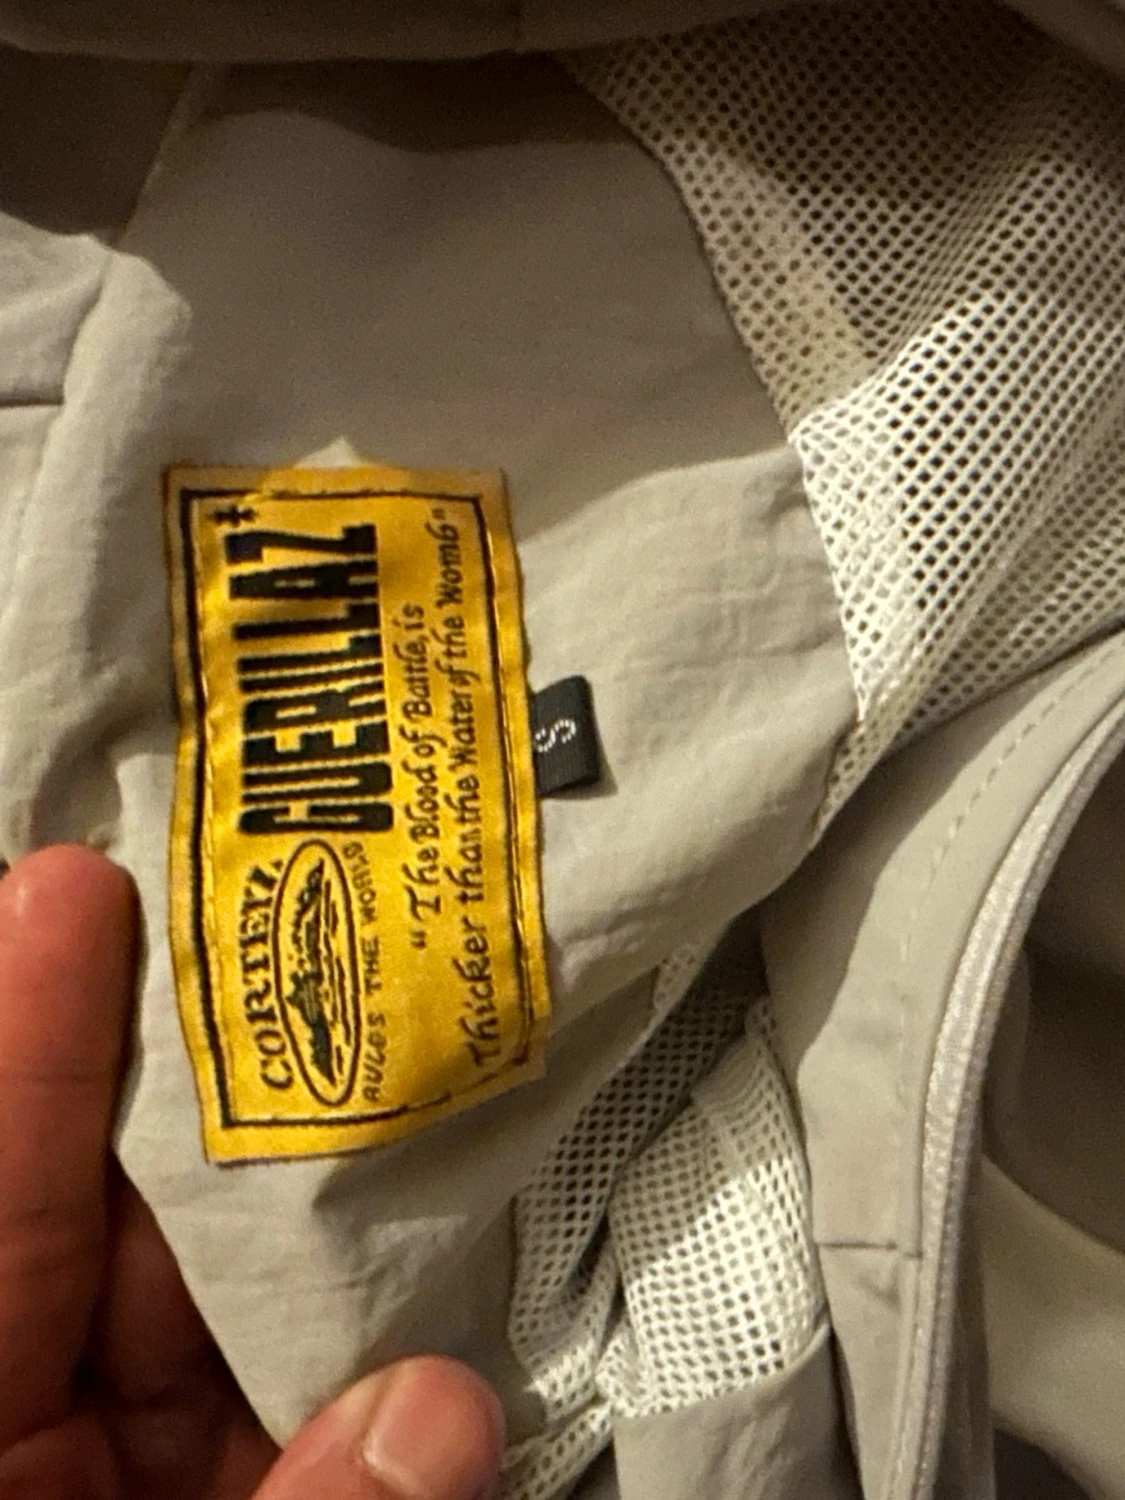 CORTEIZ
RULES THE WORLD
GUERILLAZ
"The Blood of Battle, is
Thicker than the Water of the Womb"
S